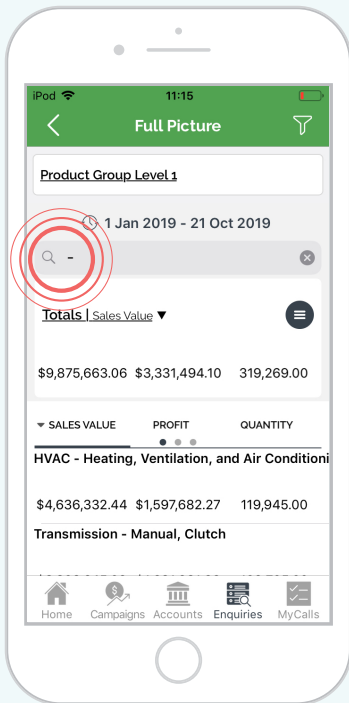 iPod 11:15
Full Picture
Product Group Level 1
1 Jan 2019 - 21 Oct 2019
-
Totals | Sales Value ▼
$9,875,663.06 $3,331,494.10 319,269.00
▼ SALES VALUE PROFIT QUANTITY
HVAC - Heating, Ventilation, and Air Conditioni
$4,636,332.44 $1,597,682.27 119,945.00
Transmission - Manual, Clutch
Home Campaigns Accounts Enquiries MyCalls